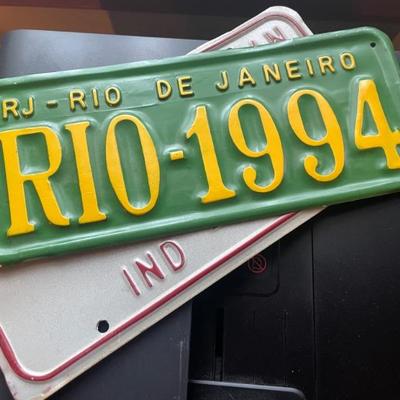 RJ - RIO DE JANEIRO
RIO-1994
IND